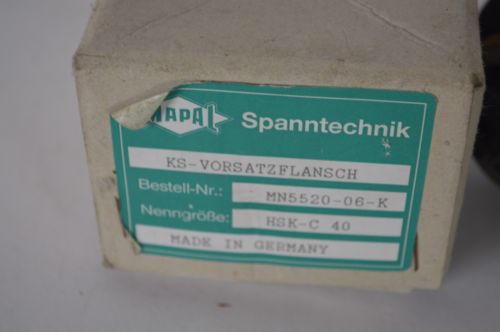 MAPAL Spanntechnik
KS-VORSATZFLANSCH
Bestell-Nr.: MN5520-06-K
Nenngröße: HSK-C 40
MADE IN GERMANY